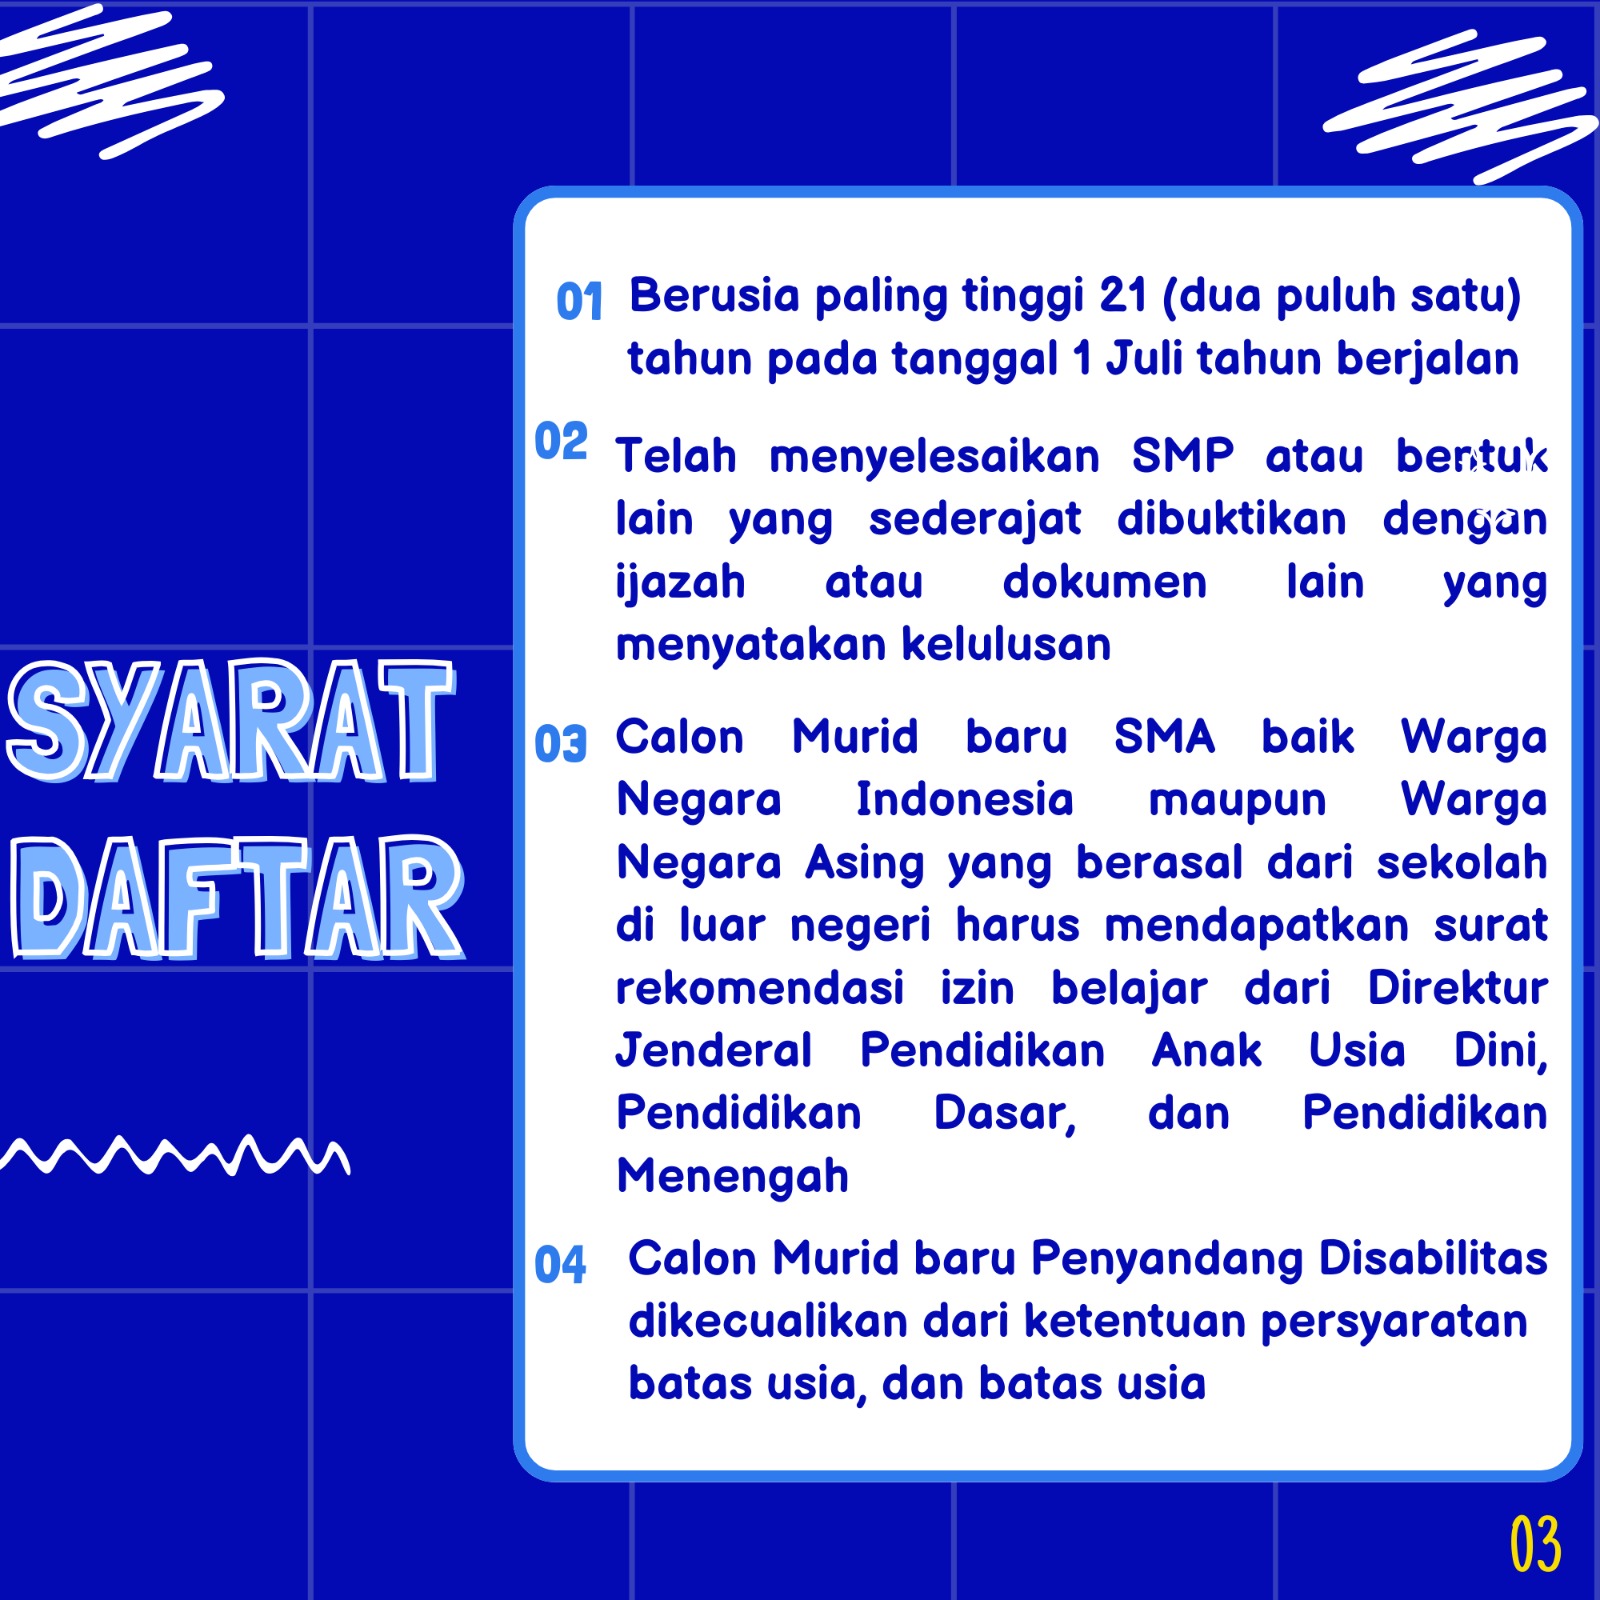 SYARAT
DAFTAR
01 Berusia paling tinggi 21 (dua puluh satu)
tahun pada tanggal 1 Juli tahun berjalan
02 Telah menyelesaikan SMP atau bentuk
lain yang sederajat dibuktikan dengan
ijazah atau dokumen lain yang
menyatakan kelulusan
03 Calon Murid baru SMA baik Warga
Negara Indonesia maupun Warga
Negara Asing yang berasal dari sekolah
di luar negeri harus mendapatkan surat
rekomendasi izin belajar dari Direktur
Jenderal Pendidikan Anak Usia Dini,
Pendidikan Dasar, dan Pendidikan
Menengah
04 Calon Murid baru Penyandang Disabilitas
dikecualikan dari ketentuan persyaratan
batas usia, dan batas usia
03